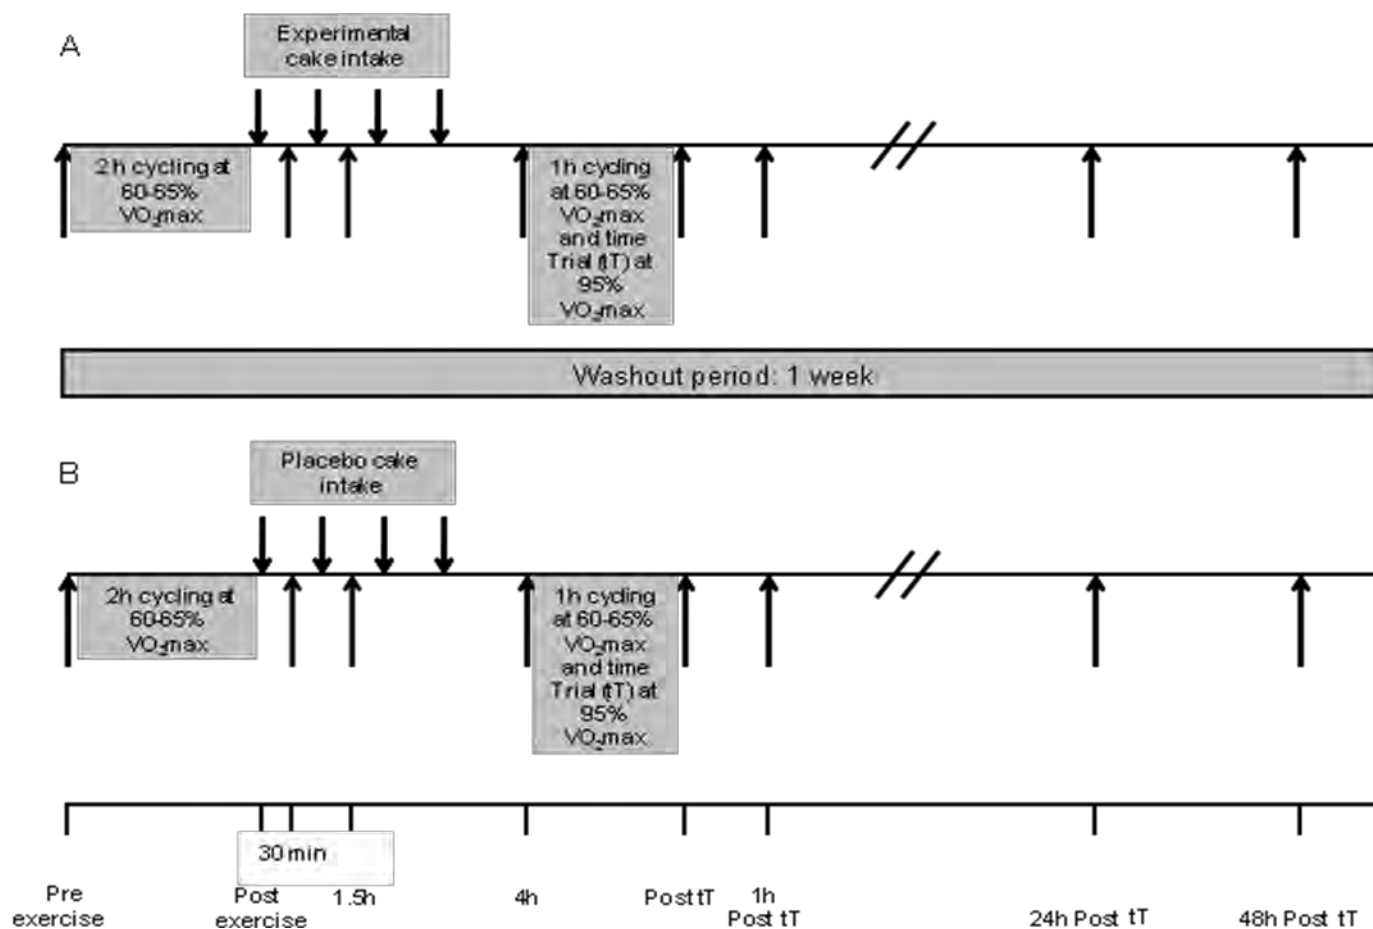 A
Experimental
cake intake
2h cycling at
60-65%
VO2max
1h cycling
at 60-65%
VO2max
and time
Trial (tT) at
95%
VO2max
Washout period: 1 week
B
Placebo cake
intake
2h cycling at
60-65%
VO2max
1h cycling
at 60-65%
VO2max
and time
Trial (tT) at
95%
VO2max
30 min
Pre
exercise
Post
exercise
1.5h
4h
Post tT
1h
Post tT
24h Post tT
48h Post tT